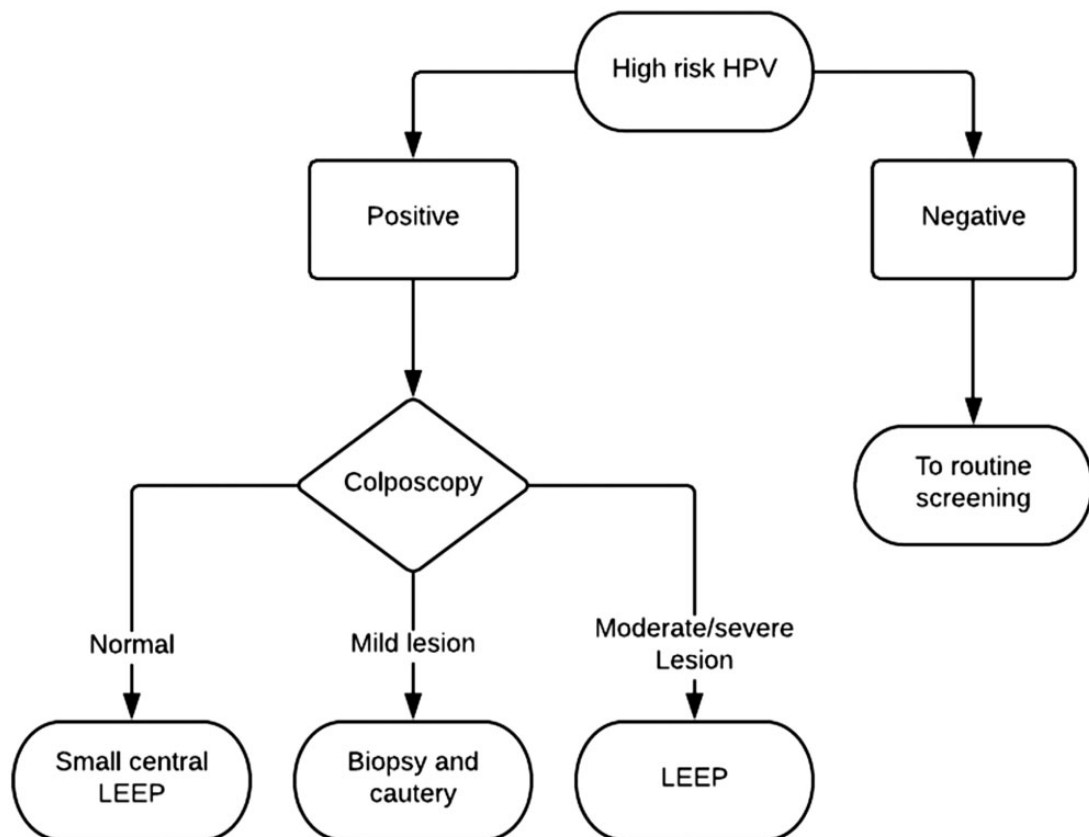 High risk HPV
Positive
Negative
Colposcopy
To routine
screening
Normal
Mild lesion
Moderate/severe
Lesion
Small central
LEEP
Biopsy and
cautery
LEEP